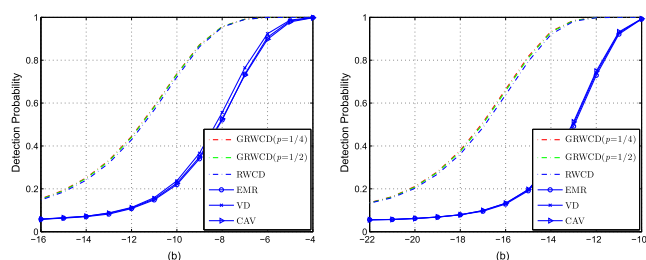 Detection Probability
1
0.8
0.6
0.4
0.2
0
−16 −14 −12 −10 −8 −6 −4
(b)
GRWCD(p=1/4)
GRWCD(p=1/2)
RWCD
EMR
VD
CAV
Detection Probability
1
0.8
0.6
0.4
0.2
0
−22 −20 −18 −16 −14 −12 −10
(b)
GRWCD(p=1/4)
GRWCD(p=1/2)
RWCD
EMR
VD
CAV